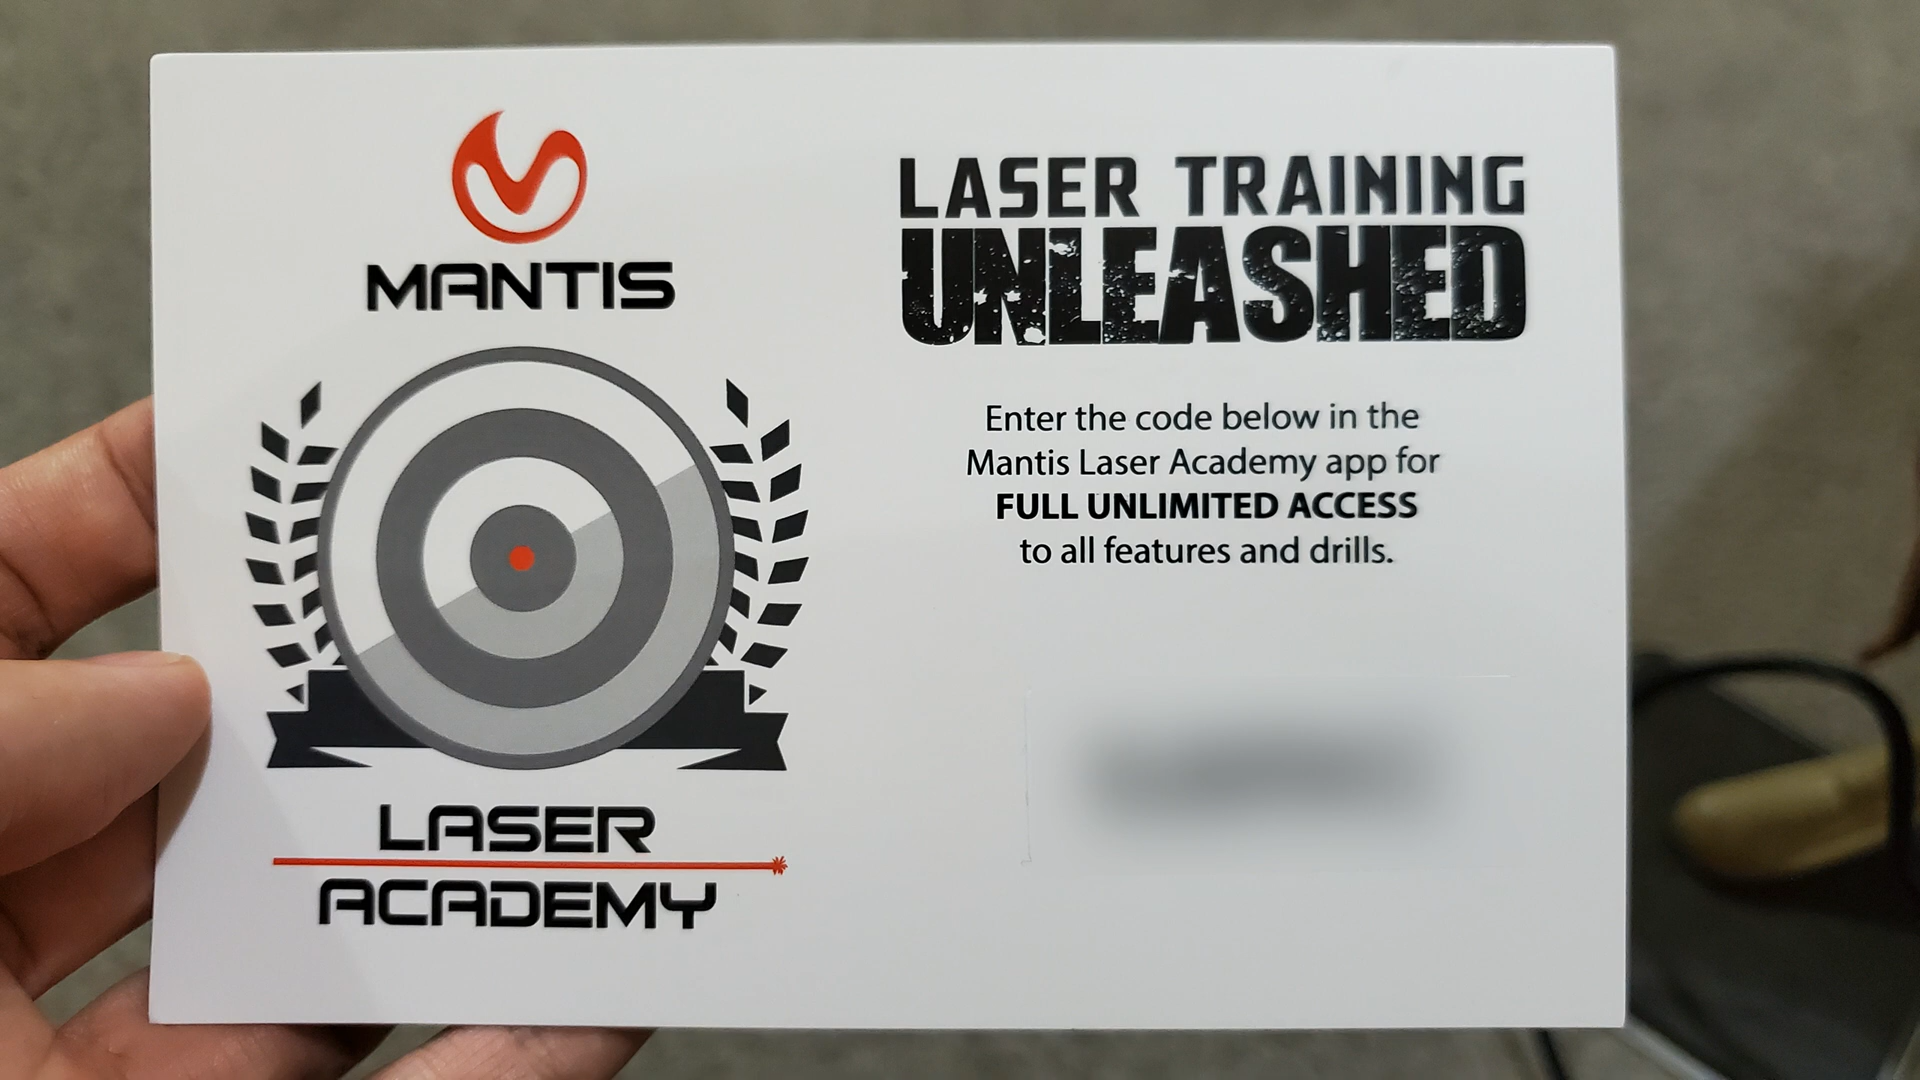 MANTIS
LASER
ACADEMY
LASER TRAINING
UNLEASHED
Enter the code below in the
Mantis Laser Academy app for
FULL UNLIMITED ACCESS
to all features and drills.